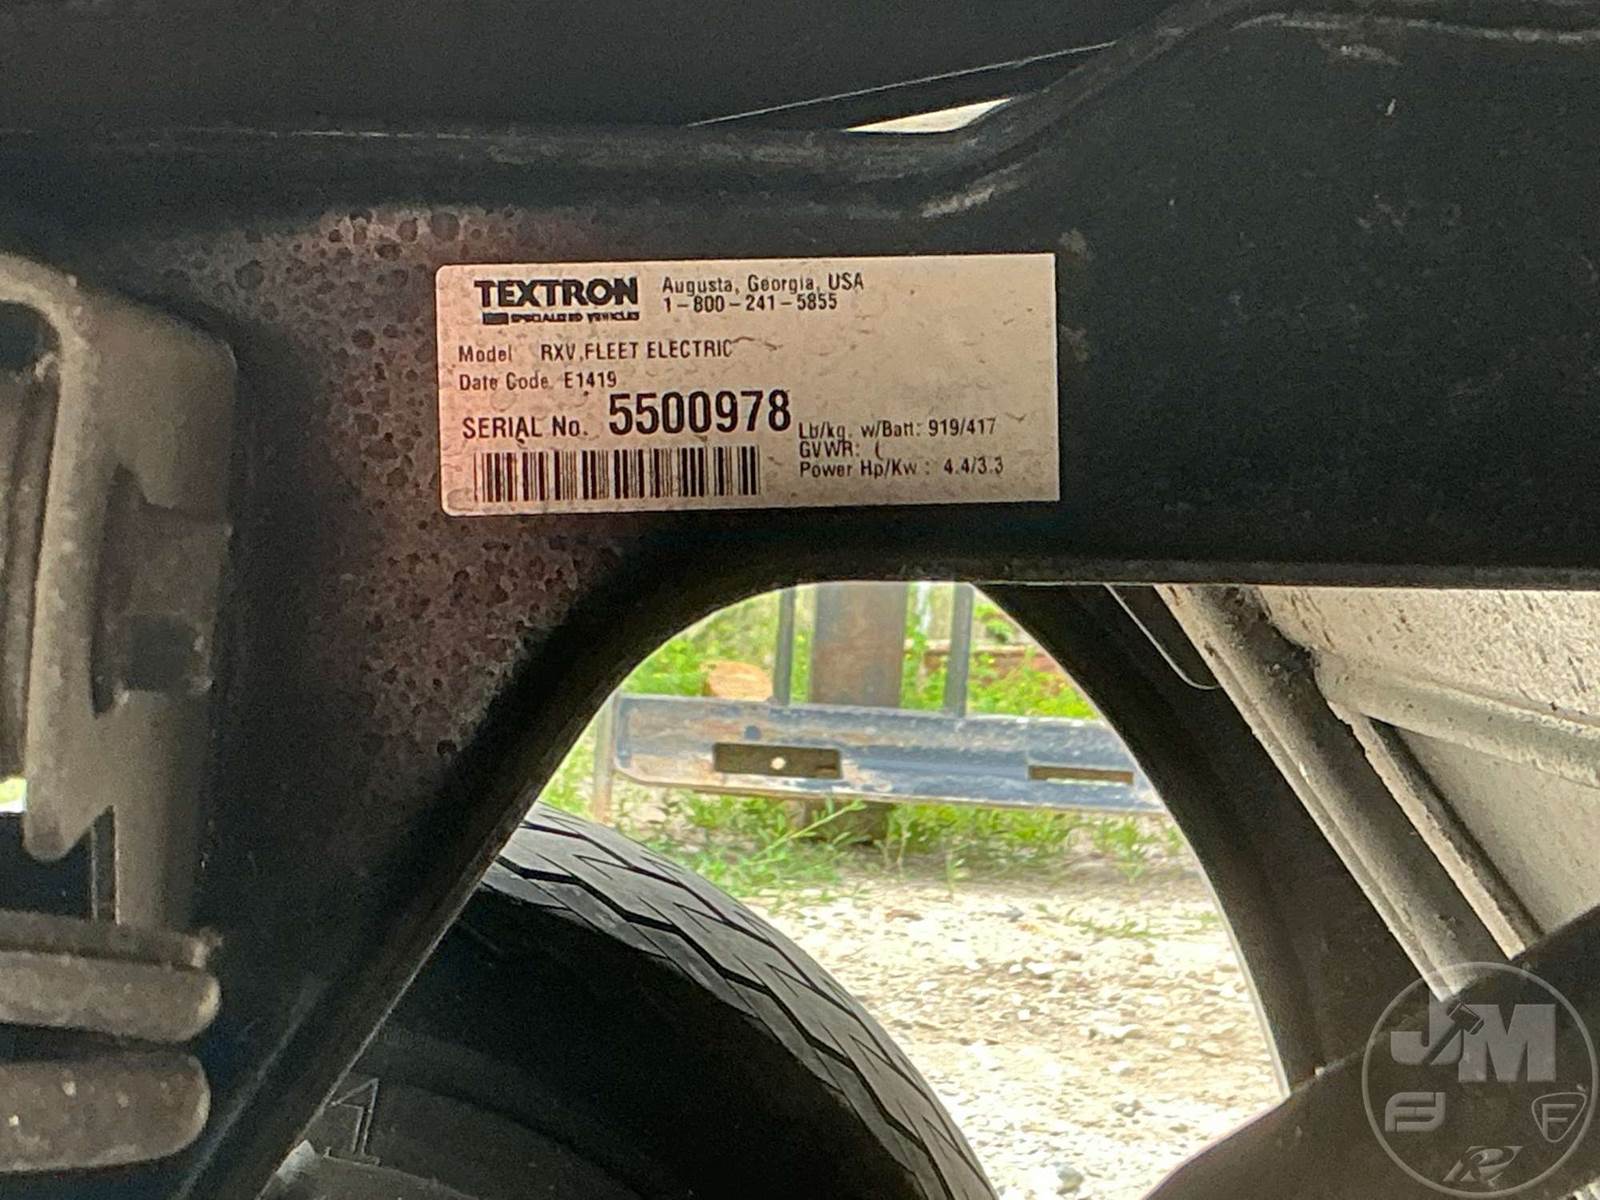 TEXTRON
SPECIALIZED VEHICLES
Augusta, Georgia, USA
1-800-241-5855
Model RXV,FLEET ELECTRIC
Date Code. E1419
SERIAL No. 5500978
Lb/kg. w/Batt: 919/417
GVWR: (
Power Hp/Kw : 4.4/3.3
JM